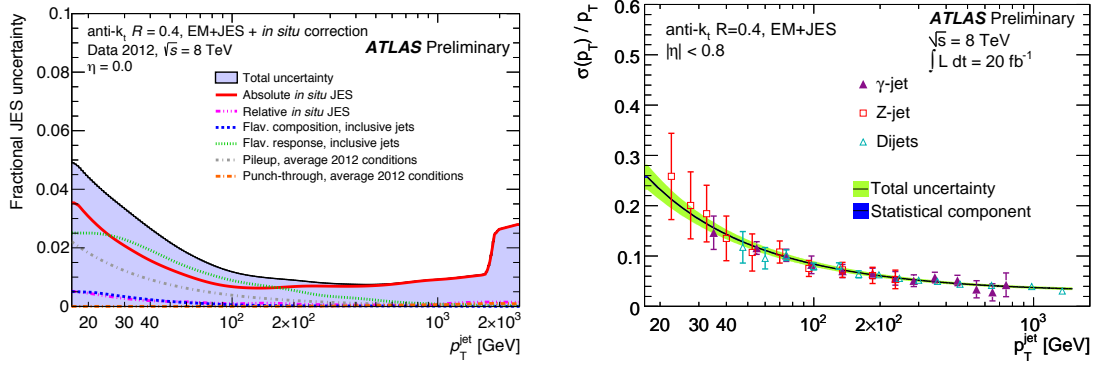 anti-kₜ R = 0.4, EM+JES + in situ correction
Data 2012, √s = 8 TeV
η = 0.0
ATLAS Preliminary
Total uncertainty
Absolute in situ JES
Relative in situ JES
Flav. composition, inclusive jets
Flav. response, inclusive jets
Pileup, average 2012 conditions
Punch-through, average 2012 conditions
Fractional JES uncertainty
0.1
0.08
0.06
0.04
0.02
0
20 30 40 10² 2×10² 10³ 2×10³
p_T^jet [GeV]
anti-kₜ R=0.4, EM+JES
|η| < 0.8
ATLAS Preliminary
√s = 8 TeV
∫ L dt = 20 fb⁻¹
γ-jet
Z-jet
Dijets
Total uncertainty
Statistical component
σ(p_T) / p_T
0.6
0.5
0.4
0.3
0.2
0.1
0
20 30 40 10² 2×10² 10³
p_T^jet [GeV]